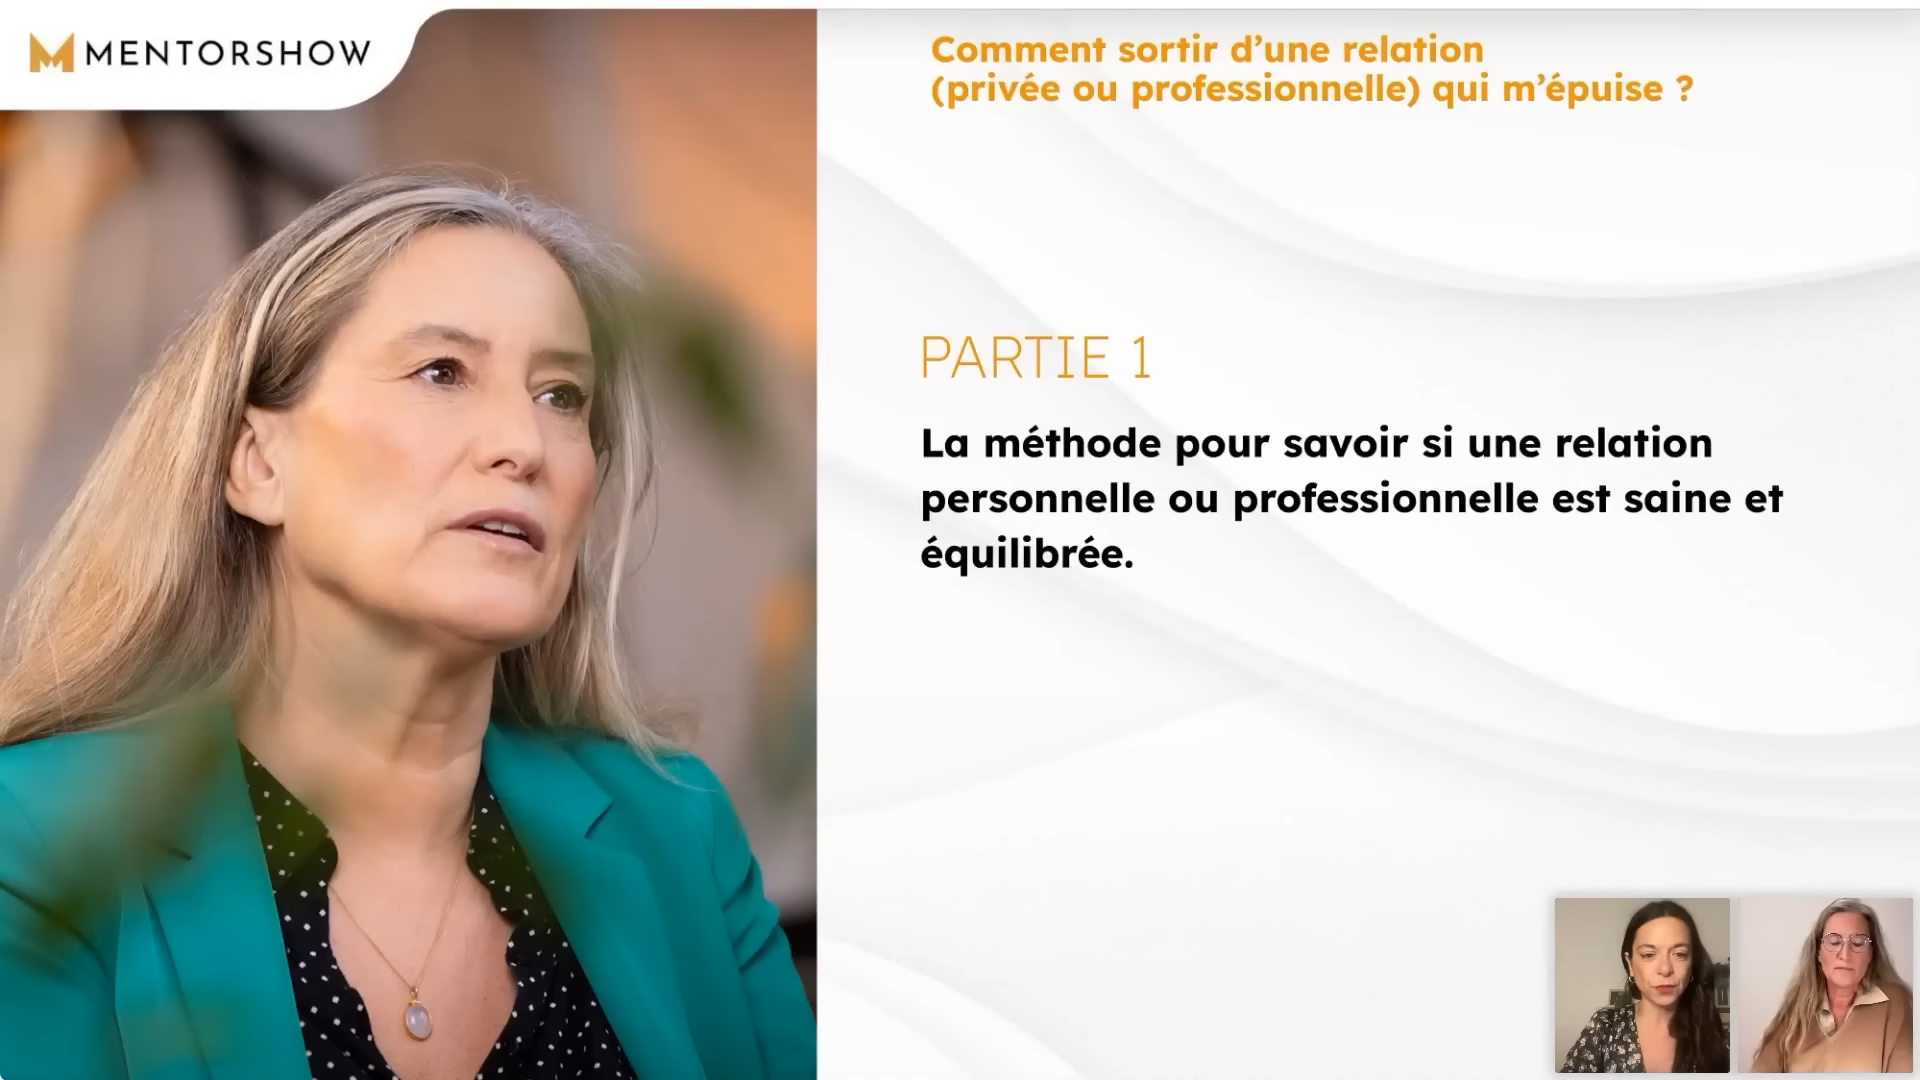 MENTORSHOW
Comment sortir d’une relation
(privée ou professionnelle) qui m’épuise ?
PARTIE 1
La méthode pour savoir si une relation
personnelle ou professionnelle est saine et
équilibrée.